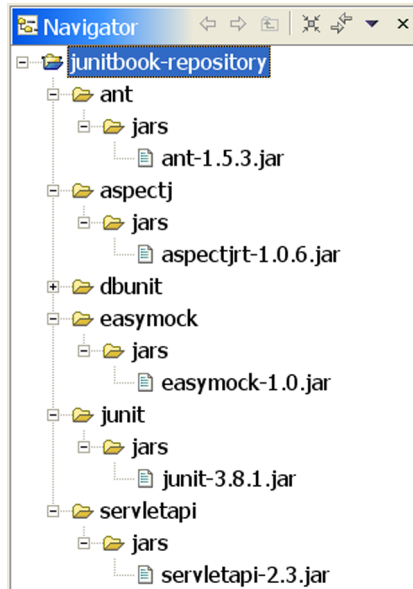 Navigator
junitbook-repository
ant
jars
ant-1.5.3.jar
aspectj
jars
aspectjrt-1.0.6.jar
dbunit
easymock
jars
easymock-1.0.jar
junit
jars
junit-3.8.1.jar
servletapi
jars
servletapi-2.3.jar